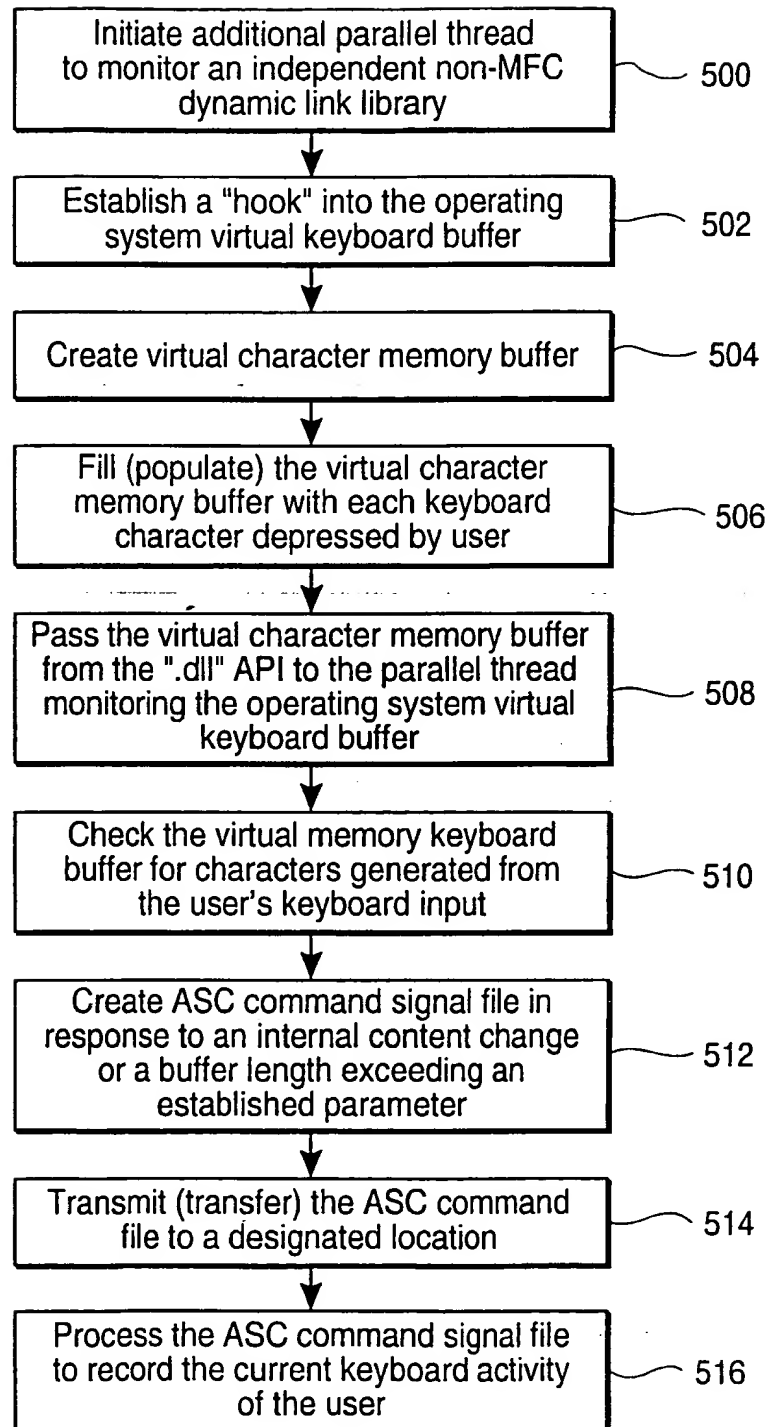 Initiate additional parallel thread
to monitor an independent non-MFC
dynamic link library
500
Establish a "hook" into the operating
system virtual keyboard buffer
502
Create virtual character memory buffer
504
Fill (populate) the virtual character
memory buffer with each keyboard
character depressed by user
506
Pass the virtual character memory buffer
from the ".dll" API to the parallel thread
monitoring the operating system virtual
keyboard buffer
508
Check the virtual memory keyboard
buffer for characters generated from
the user's keyboard input
510
Create ASC command signal file in
response to an internal content change
or a buffer length exceeding an
established parameter
512
Transmit (transfer) the ASC command
file to a designated location
514
Process the ASC command signal file
to record the current keyboard activity
of the user
516